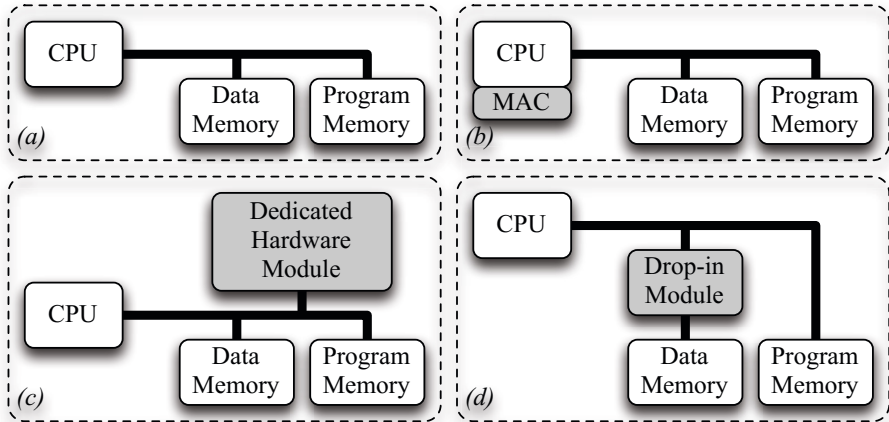 CPU
Data
Memory
Program
Memory
(a)
CPU
MAC
Data
Memory
Program
Memory
(b)
Dedicated
Hardware
Module
CPU
Data
Memory
Program
Memory
(c)
CPU
Drop-in
Module
Data
Memory
Program
Memory
(d)